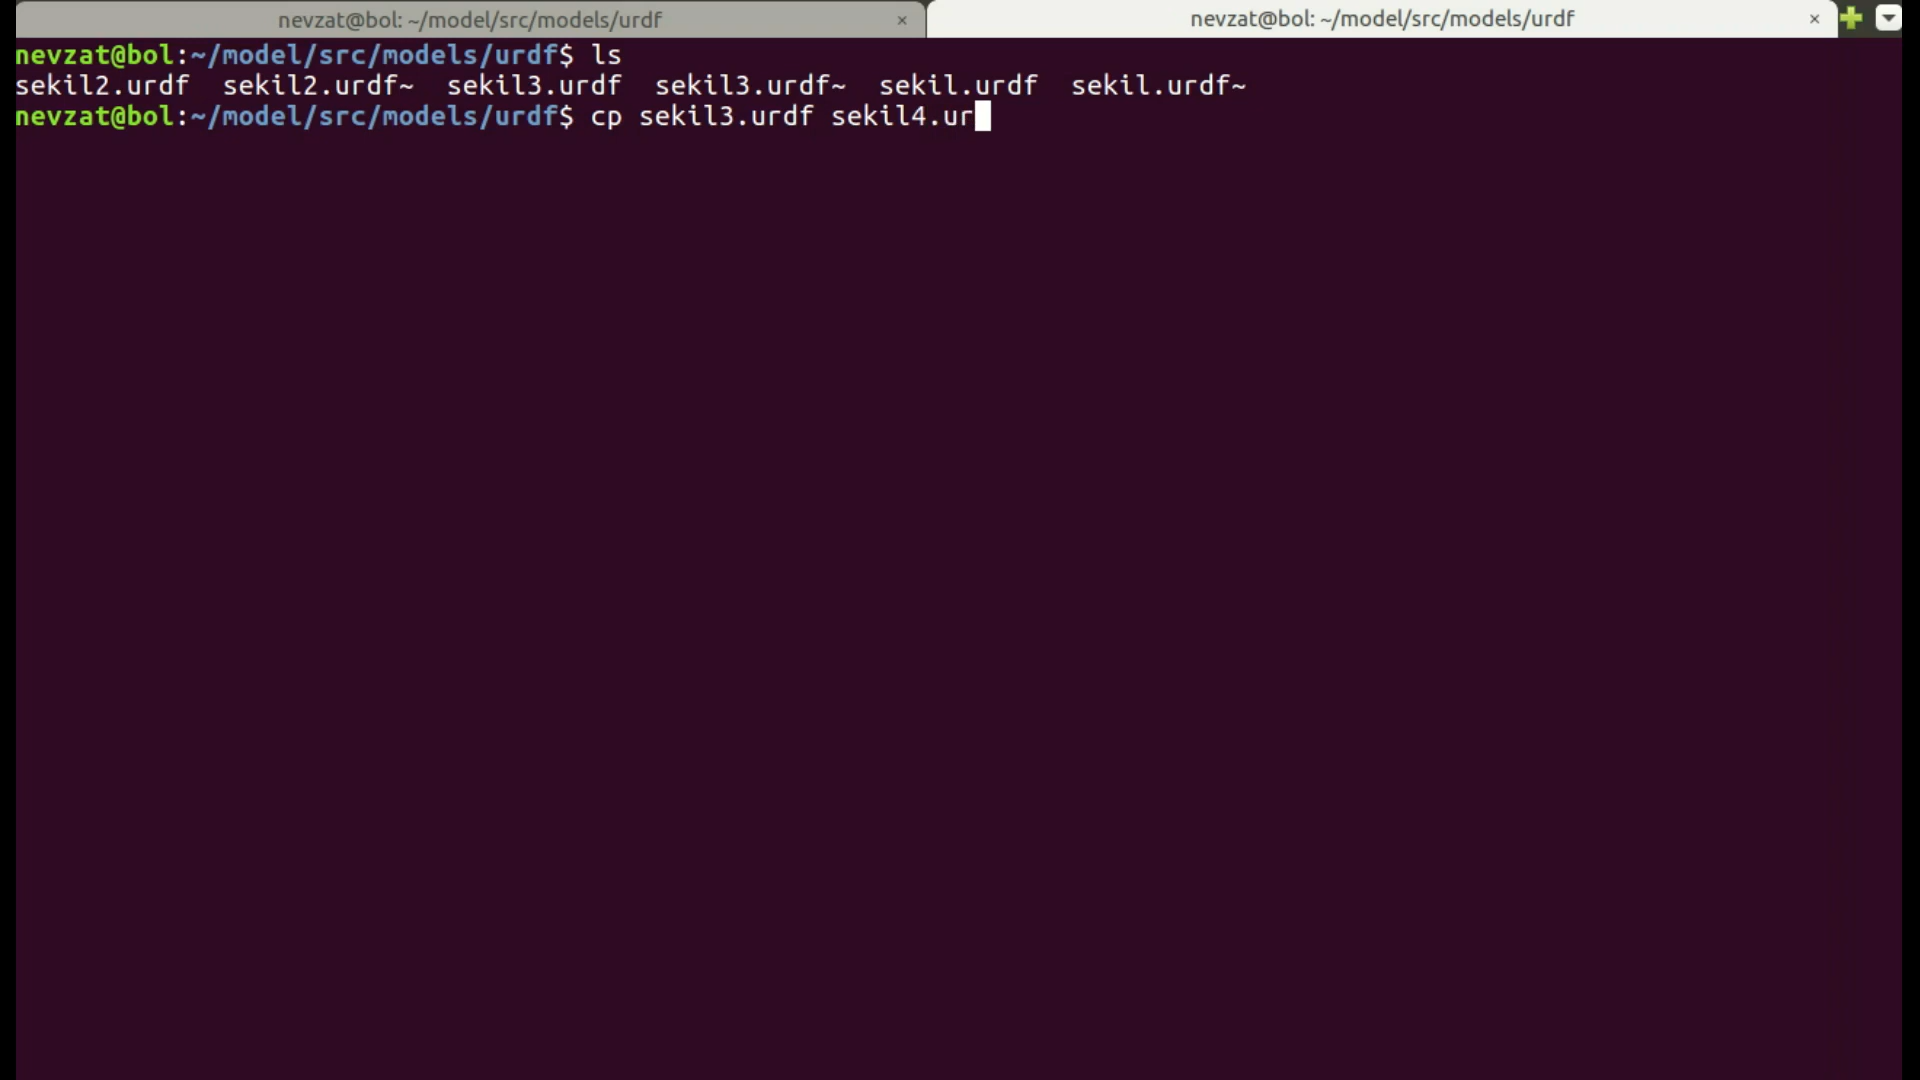 nevzat@bol: ~/model/src/models/urdf × nevzat@bol: ~/model/src/models/urdf ×
nevzat@bol:~/model/src/models/urdf$ ls
sekil2.urdf  sekil2.urdf~  sekil3.urdf  sekil3.urdf~  sekil.urdf  sekil.urdf~
nevzat@bol:~/model/src/models/urdf$ cp sekil3.urdf sekil4.ur